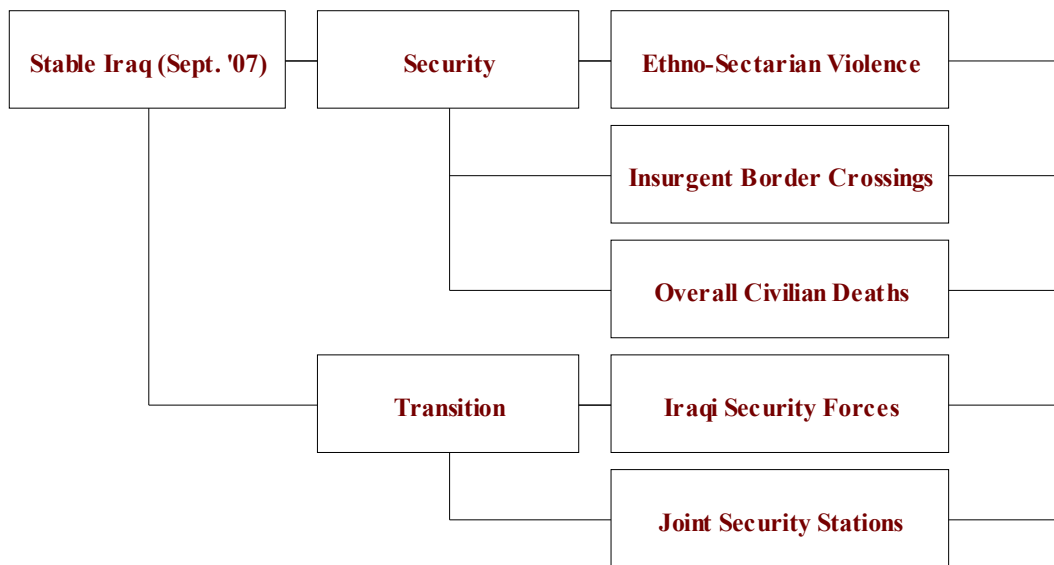 Stable Iraq (Sept. '07)
Security
Ethno-Sectarian Violence
Insurgent Border Crossings
Overall Civilian Deaths
Transition
Iraqi Security Forces
Joint Security Stations